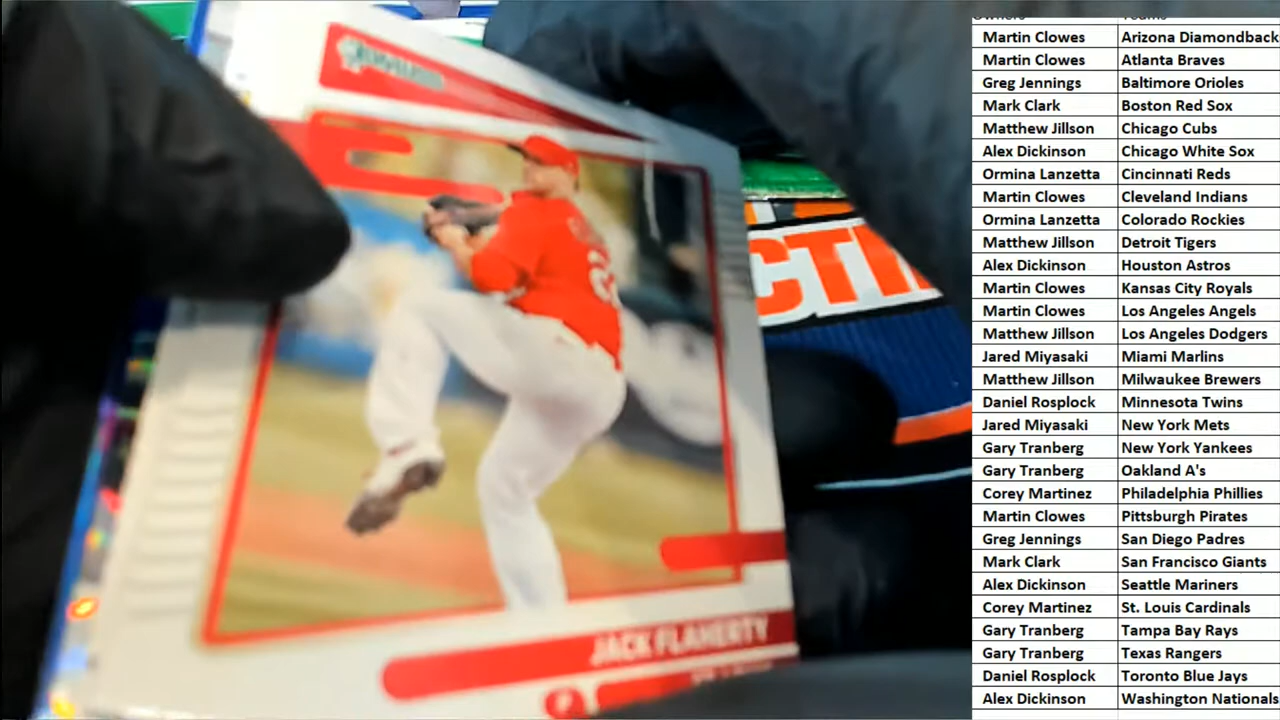 DONRUSS
CTI
JACK FLAHERTY
P
Owners Teams
Martin Clowes Arizona Diamondback
Martin Clowes Atlanta Braves
Greg Jennings Baltimore Orioles
Mark Clark Boston Red Sox
Matthew Jillson Chicago Cubs
Alex Dickinson Chicago White Sox
Ormina Lanzetta Cincinnati Reds
Martin Clowes Cleveland Indians
Ormina Lanzetta Colorado Rockies
Matthew Jillson Detroit Tigers
Alex Dickinson Houston Astros
Martin Clowes Kansas City Royals
Martin Clowes Los Angeles Angels
Matthew Jillson Los Angeles Dodgers
Jared Miyasaki Miami Marlins
Matthew Jillson Milwaukee Brewers
Daniel Rosplock Minnesota Twins
Jared Miyasaki New York Mets
Gary Tranberg New York Yankees
Gary Tranberg Oakland A's
Corey Martinez Philadelphia Phillies
Martin Clowes Pittsburgh Pirates
Greg Jennings San Diego Padres
Mark Clark San Francisco Giants
Alex Dickinson Seattle Mariners
Corey Martinez St. Louis Cardinals
Gary Tranberg Tampa Bay Rays
Gary Tranberg Texas Rangers
Daniel Rosplock Toronto Blue Jays
Alex Dickinson Washington Nationals